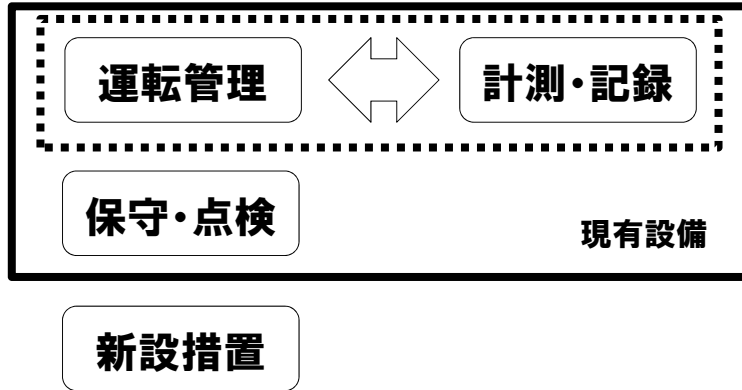 運転管理
計測・記録
保守・点検
現有設備
新設措置